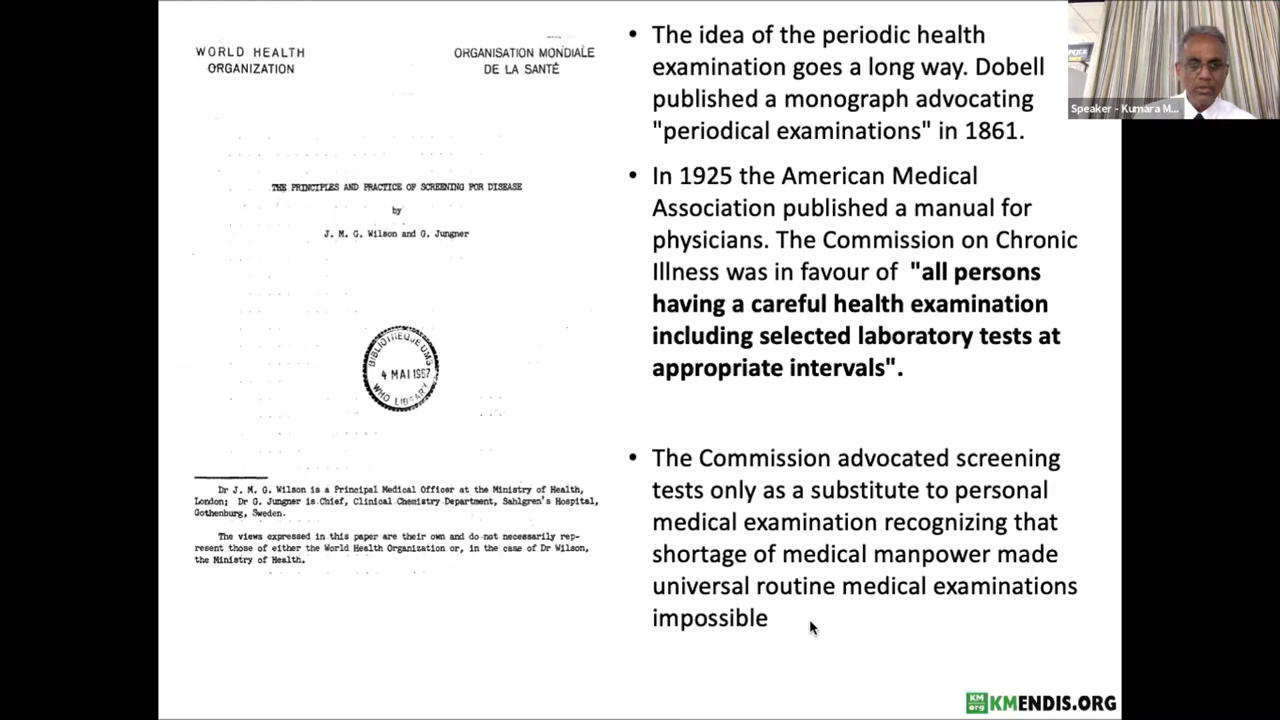 WORLD HEALTH
ORGANIZATION
ORGANISATION MONDIALE
DE LA SANTÉ
THE PRINCIPLES AND PRACTICE OF SCREENING FOR DISEASE
by
J. M. G. Wilson and G. Jungner
BIBLIOTHEQUE OMS
4 MAI 1967
WHO LIBRARY
Dr J. M. G. Wilson is a Principal Medical Officer at the Ministry of Health,
London; Dr G. Jungner is Chief, Clinical Chemistry Department, Sahlgren's Hospital,
Gothenburg, Sweden.
The views expressed in this paper are their own and do not necessarily rep-
resent those of either the World Health Organization or, in the case of Dr Wilson,
the Ministry of Health.
• The idea of the periodic health
examination goes a long way. Dobell
published a monograph advocating
"periodical examinations" in 1861.
• In 1925 the American Medical
Association published a manual for
physicians. The Commission on Chronic
Illness was in favour of "all persons
having a careful health examination
including selected laboratory tests at
appropriate intervals".
• The Commission advocated screening
tests only as a substitute to personal
medical examination recognizing that
shortage of medical manpower made
universal routine medical examinations
impossible
Speaker - Kumara M...
KM
org
KMENDIS.ORG